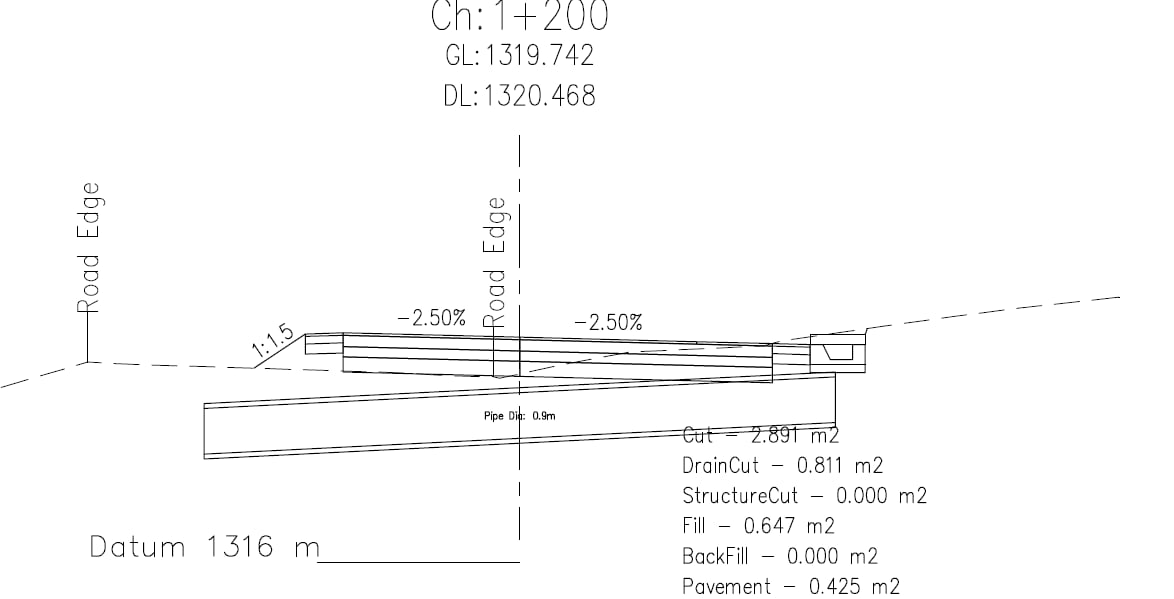 Ch:1+200
GL:1319.742
DL:1320.468
Road Edge
Road Edge
1:1.5
-2.50%
-2.50%
Pipe Dia: 0.9m
Cut - 2.891 m2
DrainCut - 0.811 m2
StructureCut - 0.000 m2
Fill - 0.647 m2
BackFill - 0.000 m2
Pavement - 0.425 m2
Datum 1316 m